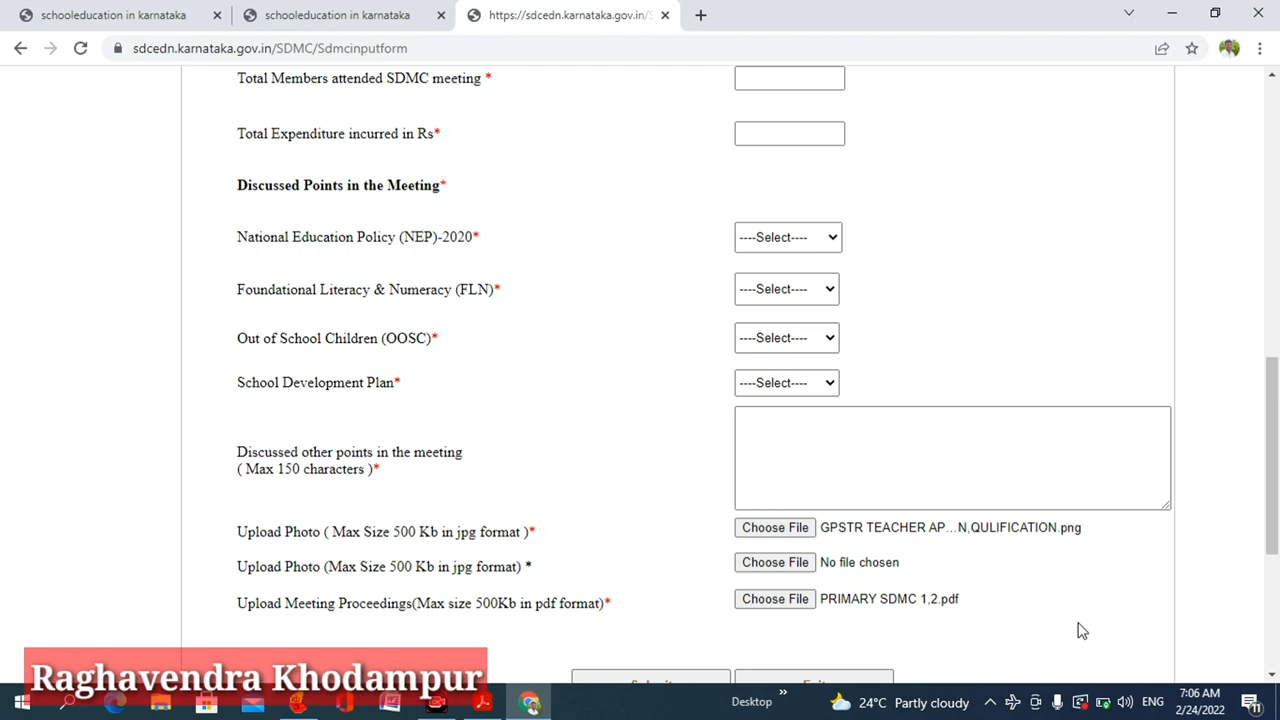 schooleducation in karnataka
schooleducation in karnataka
https://sdcedn.karnataka.gov.in/S
sdcedn.karnataka.gov.in/SDMC/Sdmcinputform
Total Members attended SDMC meeting *
Total Expenditure incurred in Rs*
Discussed Points in the Meeting*
National Education Policy (NEP)-2020* ----Select----
Foundational Literacy & Numeracy (FLN)* ----Select----
Out of School Children (OOSC)* ----Select----
School Development Plan* ----Select----
Discussed other points in the meeting
( Max 150 characters )*
Upload Photo ( Max Size 500 Kb in jpg format )* Choose File GPSTR TEACHER AP...N,QULIFICATION.png
Upload Photo (Max Size 500 Kb in jpg format) * Choose File No file chosen
Upload Meeting Proceedings(Max size 500Kb in pdf format)* Choose File PRIMARY SDMC 1,2.pdf
Raghavendra Khodampur
Desktop 24°C Partly cloudy ENG 7:06 AM
2/24/2022